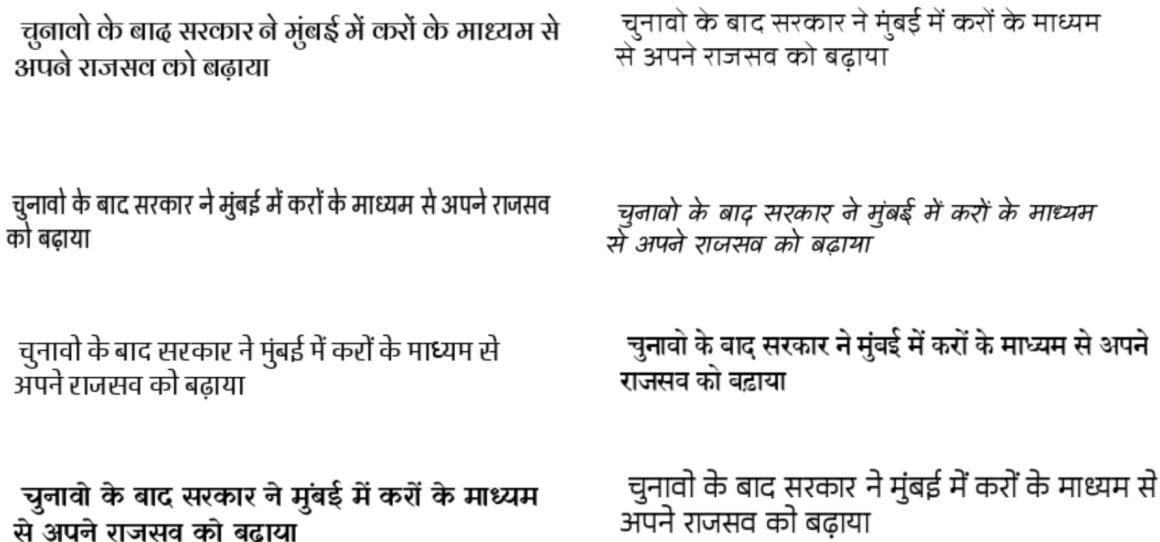 चुनावो के बाद सरकार ने मुंबई में करों के माध्यम से
अपने राजसव को बढ़ाया
चुनावो के बाद सरकार ने मुंबई में करों के माध्यम
से अपने राजसव को बढ़ाया
चुनावो के बाद सरकार ने मुंबई में करों के माध्यम से अपने राजसव
को बढ़ाया
चुनावो के बाद सरकार ने मुंबई में करों के माध्यम
से अपने राजसव को बढ़ाया
चुनावो के बाद सरकार ने मुंबई में करों के माध्यम से
अपने राजसव को बढ़ाया
चुनावो के बाद सरकार ने मुंबई में करों के माध्यम से अपने
राजसव को बढ़ाया
चुनावो के बाद सरकार ने मुंबई में करों के माध्यम
से अपने राजसव को बढ़ाया
चुनावो के बाद सरकार ने मुंबई में करों के माध्यम से
अपने राजसव को बढ़ाया